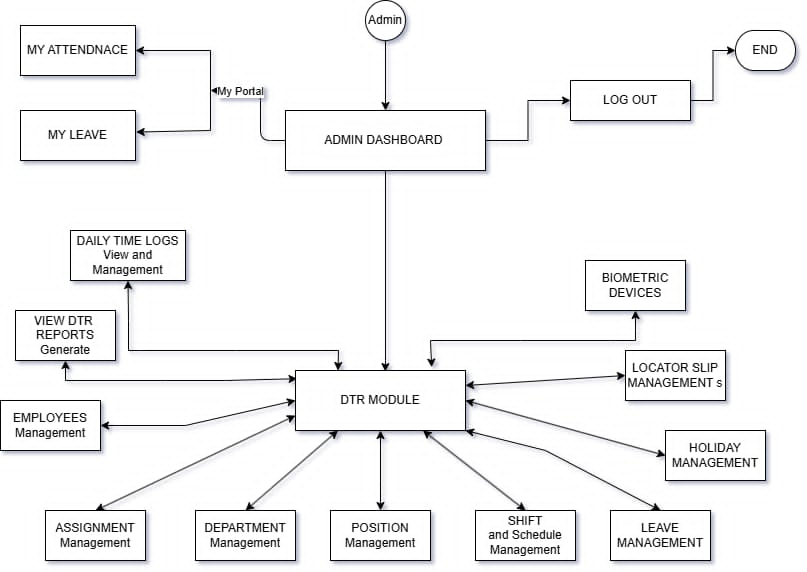 Admin
MY ATTENDNACE
END
My Portal
LOG OUT
MY LEAVE
ADMIN DASHBOARD
DAILY TIME LOGS
View and
Management
BIOMETRIC
DEVICES
VIEW DTR
REPORTS
Generate
LOCATOR SLIP
MANAGEMENT s
DTR MODULE
EMPLOYEES
Management
HOLIDAY
MANAGEMENT
ASSIGNMENT
Management
DEPARTMENT
Management
POSITION
Management
SHIFT
and Schedule
Management
LEAVE
MANAGEMENT